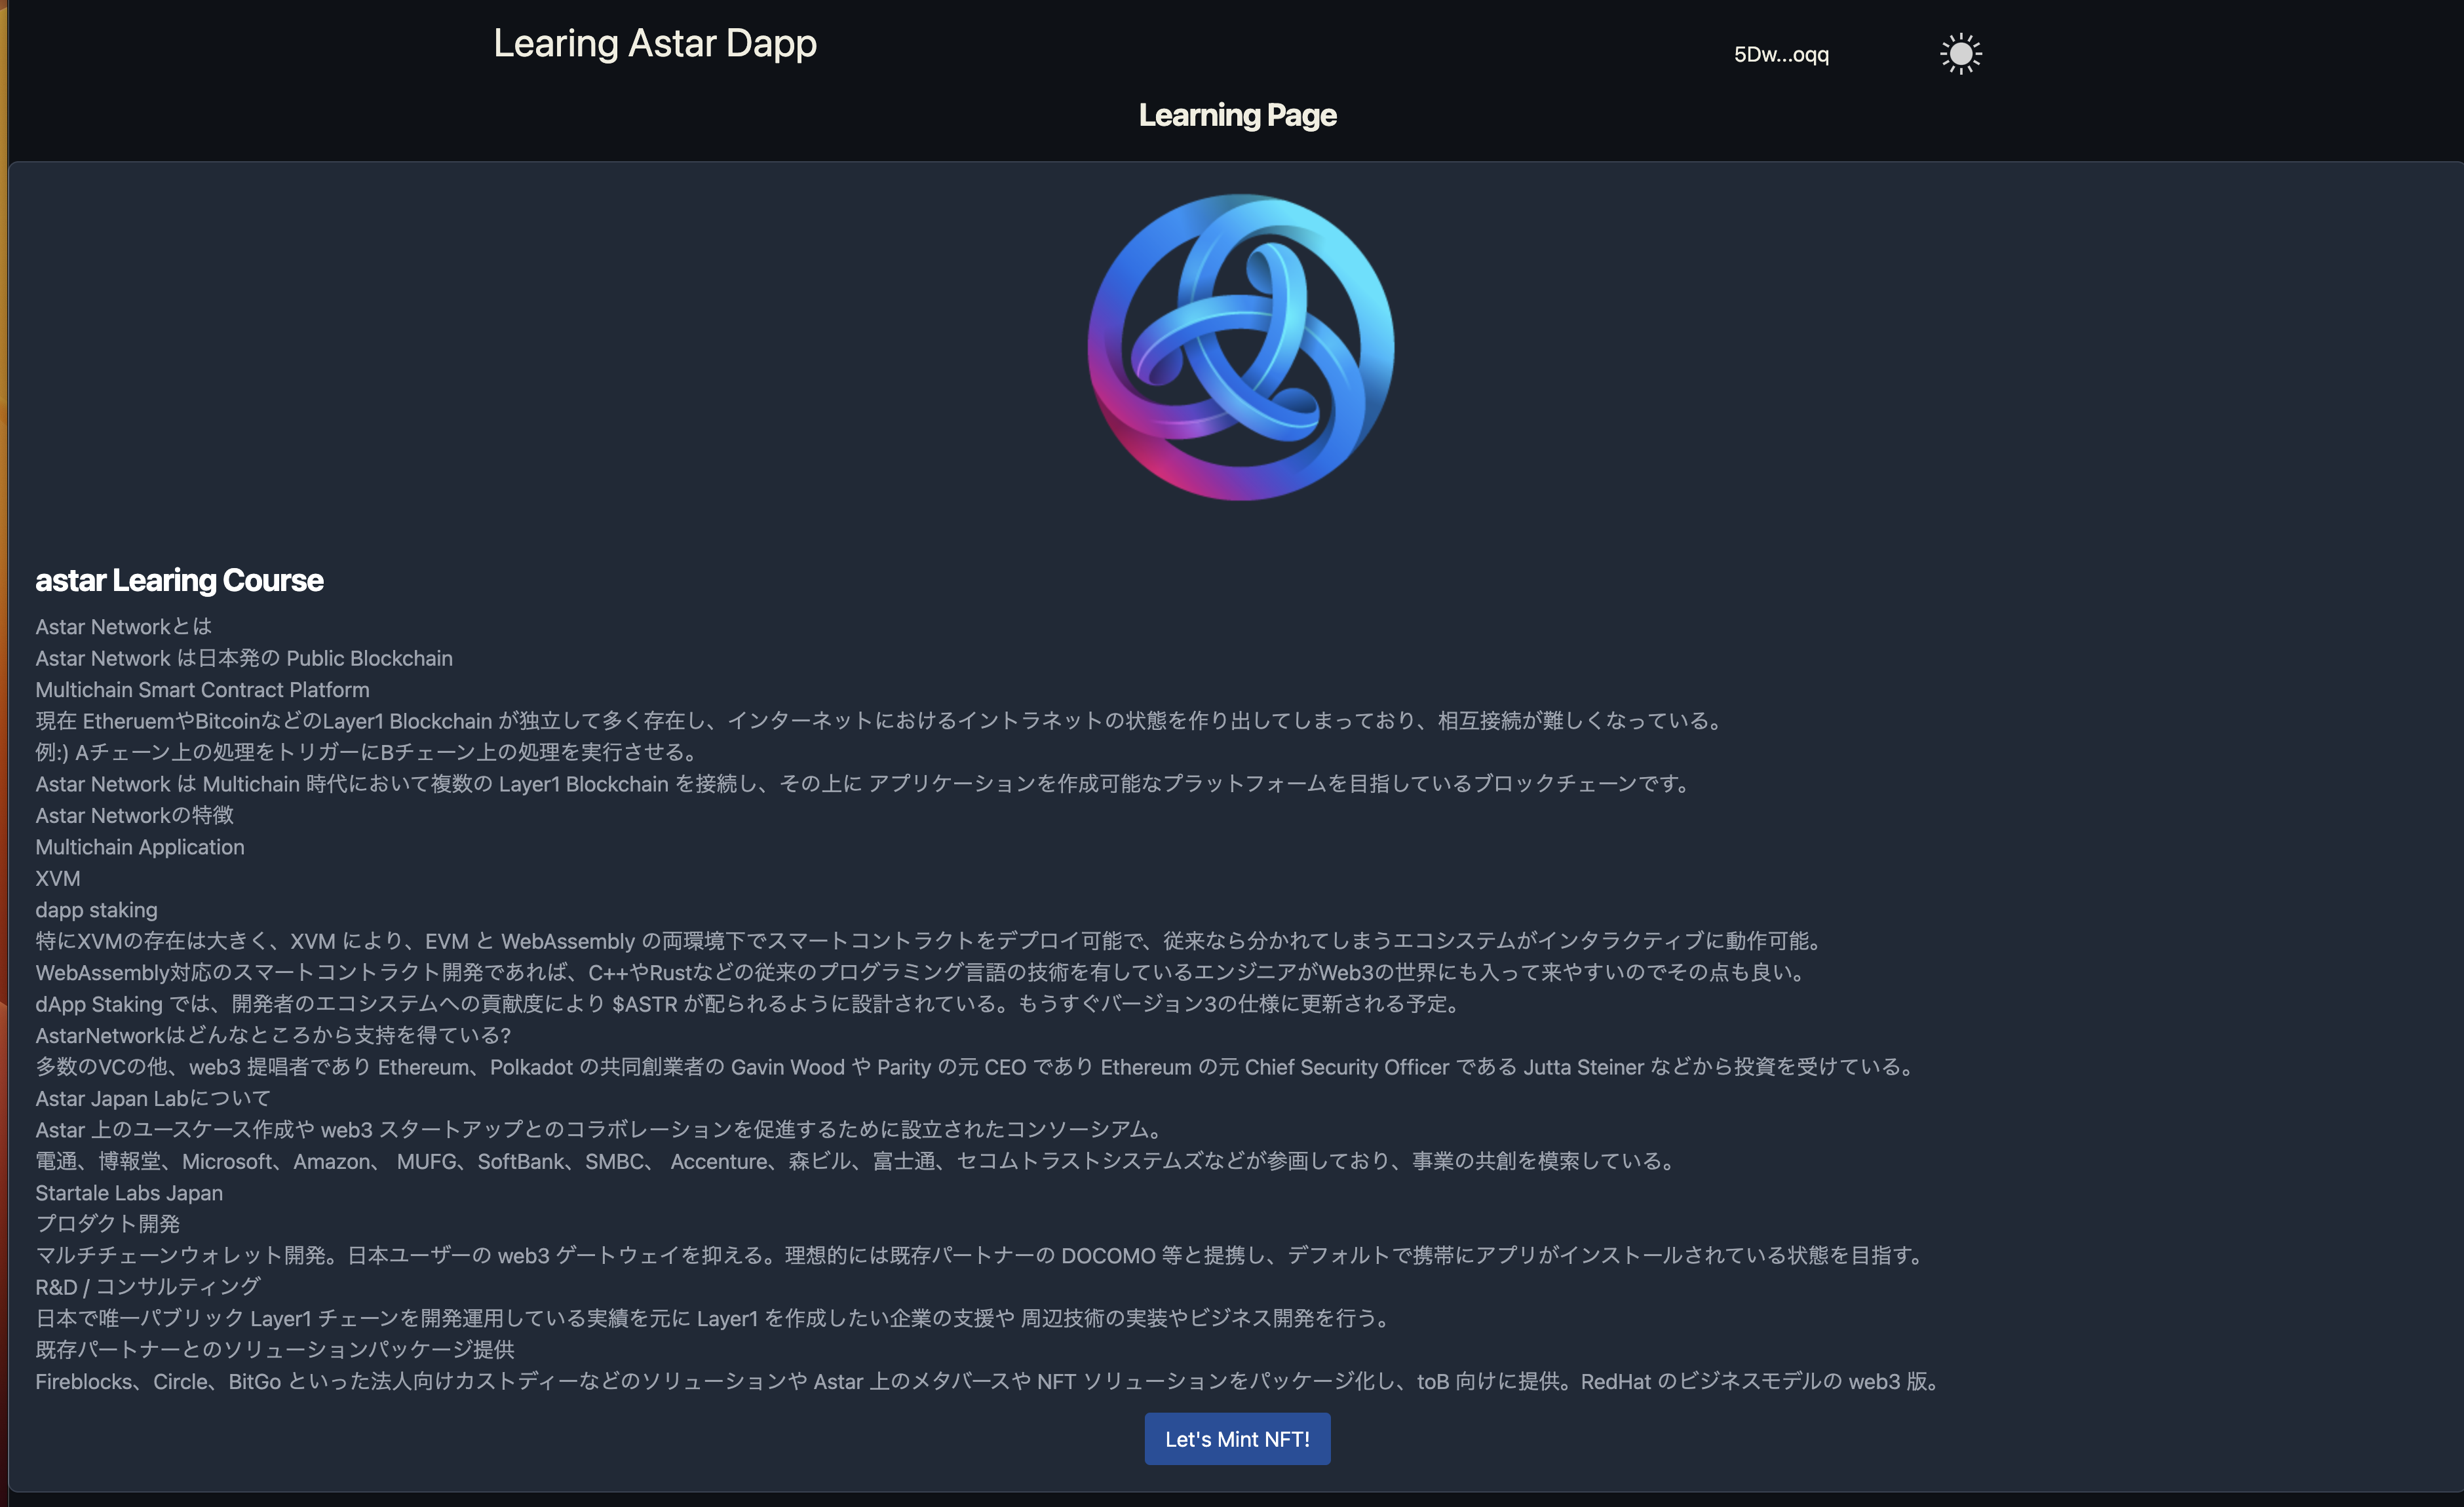 Learing Astar Dapp
5Dw...oqq
Learning Page
astar Learing Course
Astar Networkとは
Astar Network は日本発の Public Blockchain
Multichain Smart Contract Platform
現在 EtheruemやBitcoinなどのLayer1 Blockchain が独立して多く存在し、インターネットにおけるイントラネットの状態を作り出してしまっており、相互接続が難しくなっている。
例:) Aチェーン上の処理をトリガーにBチェーン上の処理を実行させる。
Astar Network は Multichain 時代において複数の Layer1 Blockchain を接続し、その上に アプリケーションを作成可能なプラットフォームを目指しているブロックチェーンです。
Astar Networkの特徴
Multichain Application
XVM
dapp staking
特にXVMの存在は大きく、XVM により、EVM と WebAssembly の両環境下でスマートコントラクトをデプロイ可能で、従来なら分かれてしまうエコシステムがインタラクティブに動作可能。
WebAssembly対応のスマートコントラクト開発であれば、C++やRustなどの従来のプログラミング言語の技術を有しているエンジニアがWeb3の世界にも入って来やすいのでその点も良い。
dApp Staking では、開発者のエコシステムへの貢献度により $ASTR が配られるように設計されている。もうすぐバージョン3の仕様に更新される予定。
AstarNetworkはどんなところから支持を得ている?
多数のVCの他、web3 提唱者であり Ethereum、Polkadot の共同創業者の Gavin Wood や Parity の元 CEO であり Ethereum の元 Chief Security Officer である Jutta Steiner などから投資を受けている。
Astar Japan Labについて
Astar 上のユースケース作成や web3 スタートアップとのコラボレーションを促進するために設立されたコンソーシアム。
電通、博報堂、Microsoft、Amazon、 MUFG、SoftBank、SMBC、 Accenture、森ビル、富士通、セコムトラストシステムズなどが参画しており、事業の共創を模索している。
Startale Labs Japan
プロダクト開発
マルチチェーンウォレット開発。日本ユーザーの web3 ゲートウェイを抑える。理想的には既存パートナーの DOCOMO 等と提携し、デフォルトで携帯にアプリがインストールされている状態を目指す。
R&D / コンサルティング
日本で唯一パブリック Layer1 チェーンを開発運用している実績を元に Layer1 を作成したい企業の支援や 周辺技術の実装やビジネス開発を行う。
既存パートナーとのソリューションパッケージ提供
Fireblocks、Circle、BitGo といった法人向けカストディーなどのソリューションや Astar 上のメタバースや NFT ソリューションをパッケージ化し、toB 向けに提供。RedHat のビジネスモデルの web3 版。
Let's Mint NFT!